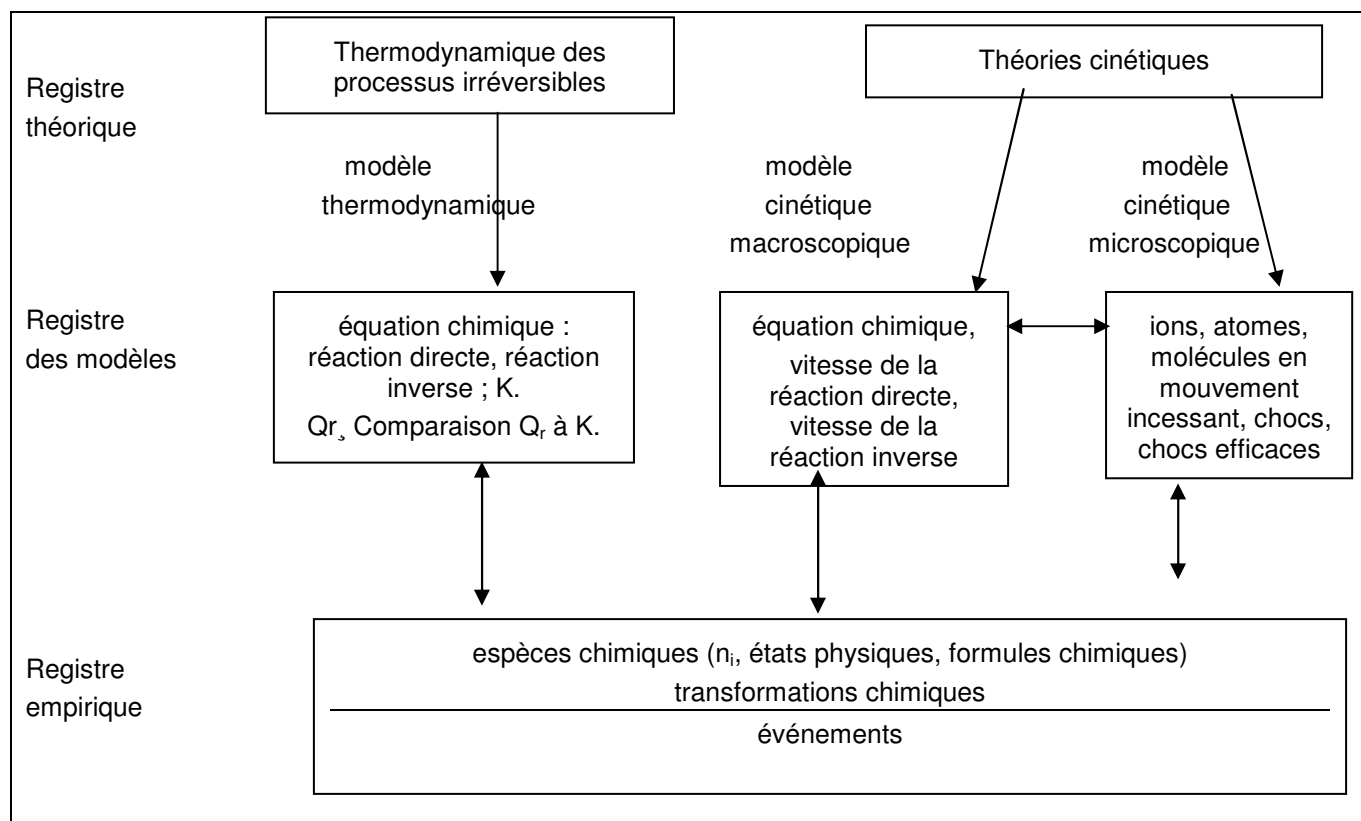 Registre
théorique
Thermodynamique des
processus irréversibles
Théories cinétiques
modèle
thermodynamique
modèle
cinétique
macroscopique
modèle
cinétique
microscopique
Registre
des modèles
équation chimique :
réaction directe, réaction
inverse ; K.
Qr¸ Comparaison Qr à K.
équation chimique,
vitesse de la
réaction directe,
vitesse de la
réaction inverse
ions, atomes,
molécules en
mouvement
incessant, chocs,
chocs efficaces
Registre
empirique
espèces chimiques (ni, états physiques, formules chimiques)
transformations chimiques
événements